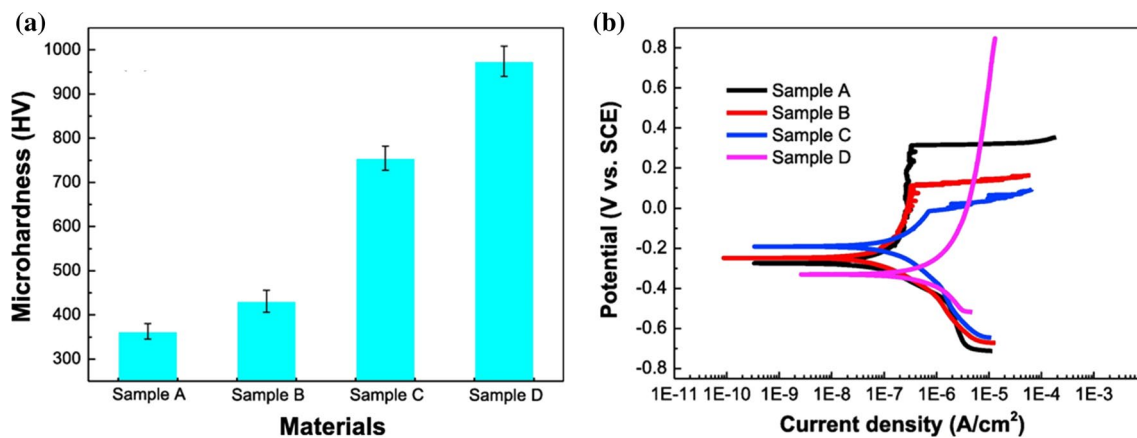 (a)
Microhardness (HV)
1000
900
800
700
600
500
400
300
Sample A Sample B Sample C Sample D
Materials
(b)
Potential (V vs. SCE)
0.8
0.6
0.4
0.2
0.0
-0.2
-0.4
-0.6
-0.8
Sample A
Sample B
Sample C
Sample D
1E-11 1E-10 1E-9 1E-8 1E-7 1E-6 1E-5 1E-4 1E-3
Current density (A/cm²)